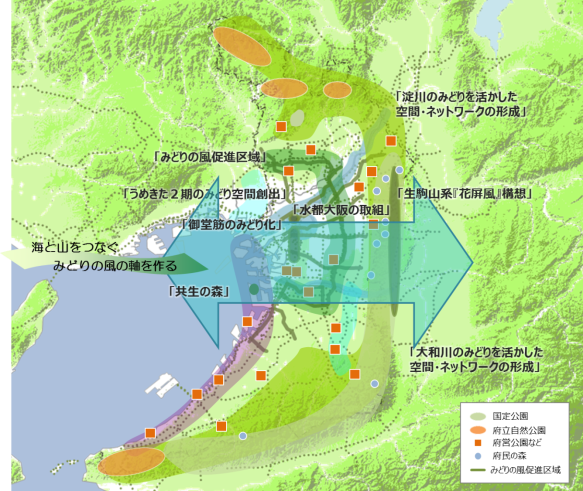 「淀川のみどりを活かした
空間・ネットワークの形成」
「みどりの風促進区域」
「うめきた２期のみどり空間創出」
「生駒山系『花屏風』構想」
「水都大阪の取組」
「御堂筋のみどり化」
海と山をつなぐ
みどりの風の軸を作る
「共生の森」
「大和川のみどりを活かした
空間・ネットワークの形成」
国定公園
府立自然公園
府営公園など
府民の森
みどりの風促進区域